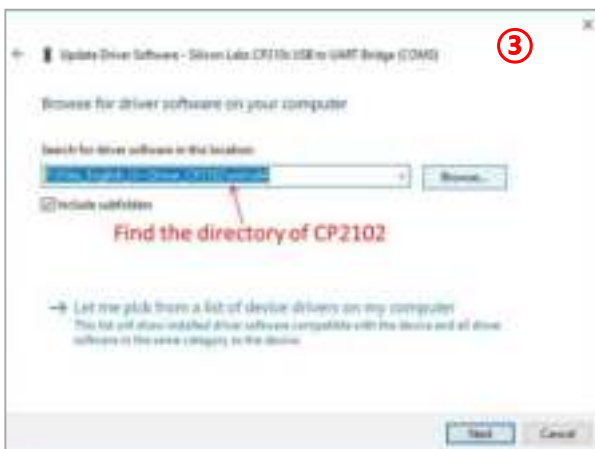 ③
Update Driver Software - Silicon Labs CP210x USB to UART Bridge
Browse for driver software on your computer
Search for driver software in this location:
Browse...
Include subfolders
Find the directory of CP2102
Let me pick from a list of device drivers on my computer
This list will show installed driver software compatible with the device and all driver
software in the same category as the device.
Next
Cancel